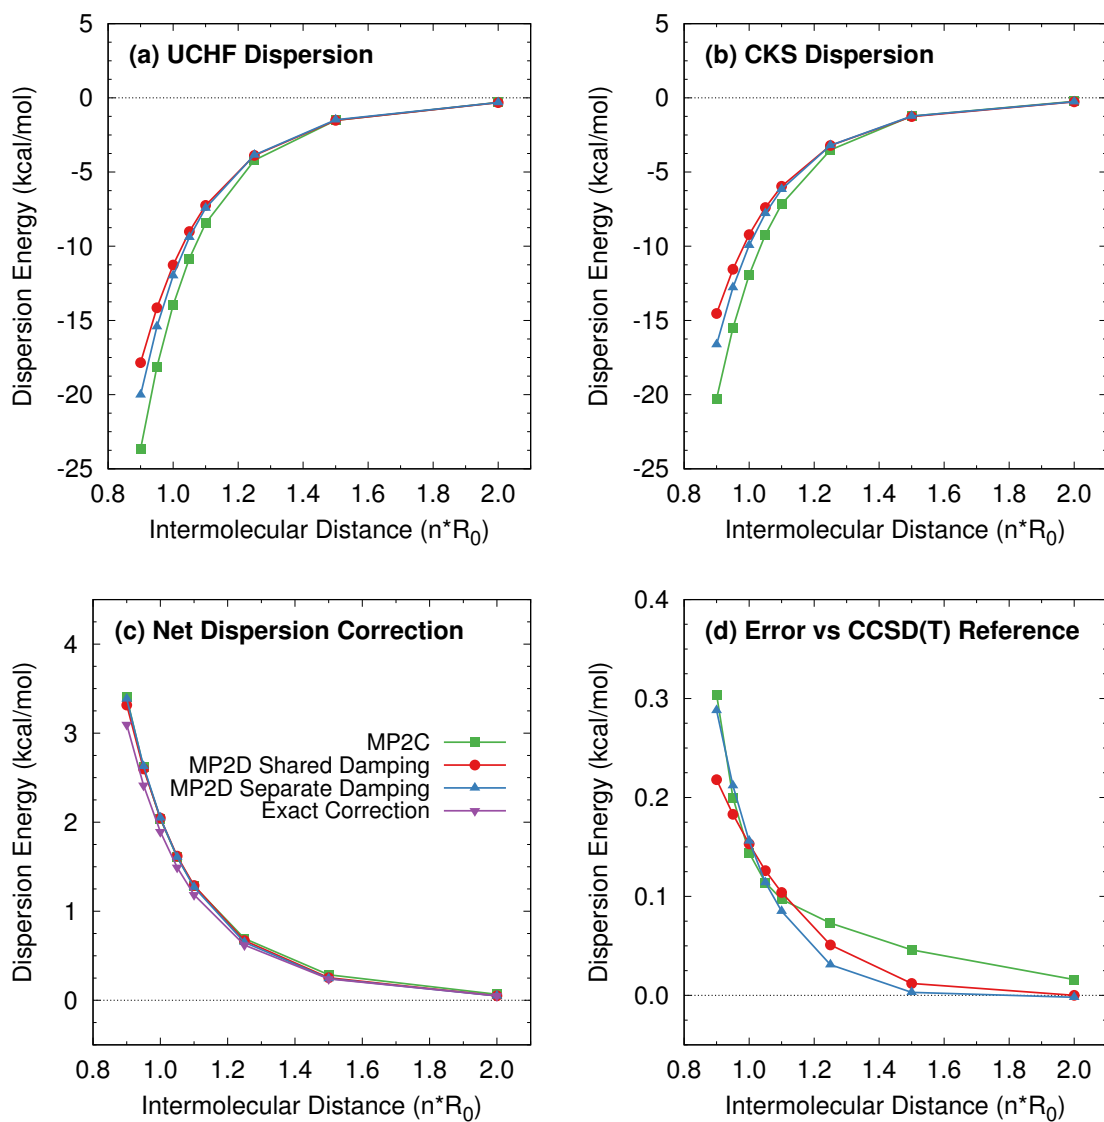 (a) UCHF Dispersion
Dispersion Energy (kcal/mol)
5
0
-5
-10
-15
-20
-25
0.8 1.0 1.2 1.4 1.6 1.8 2.0
Intermolecular Distance (n*R0)
(b) CKS Dispersion
Dispersion Energy (kcal/mol)
5
0
-5
-10
-15
-20
-25
0.8 1.0 1.2 1.4 1.6 1.8 2.0
Intermolecular Distance (n*R0)
(c) Net Dispersion Correction
Dispersion Energy (kcal/mol)
4
3
2
1
0
MP2C
MP2D Shared Damping
MP2D Separate Damping
Exact Correction
0.8 1.0 1.2 1.4 1.6 1.8 2.0
Intermolecular Distance (n*R0)
(d) Error vs CCSD(T) Reference
Dispersion Energy (kcal/mol)
0.4
0.3
0.2
0.1
0.0
0.8 1.0 1.2 1.4 1.6 1.8 2.0
Intermolecular Distance (n*R0)